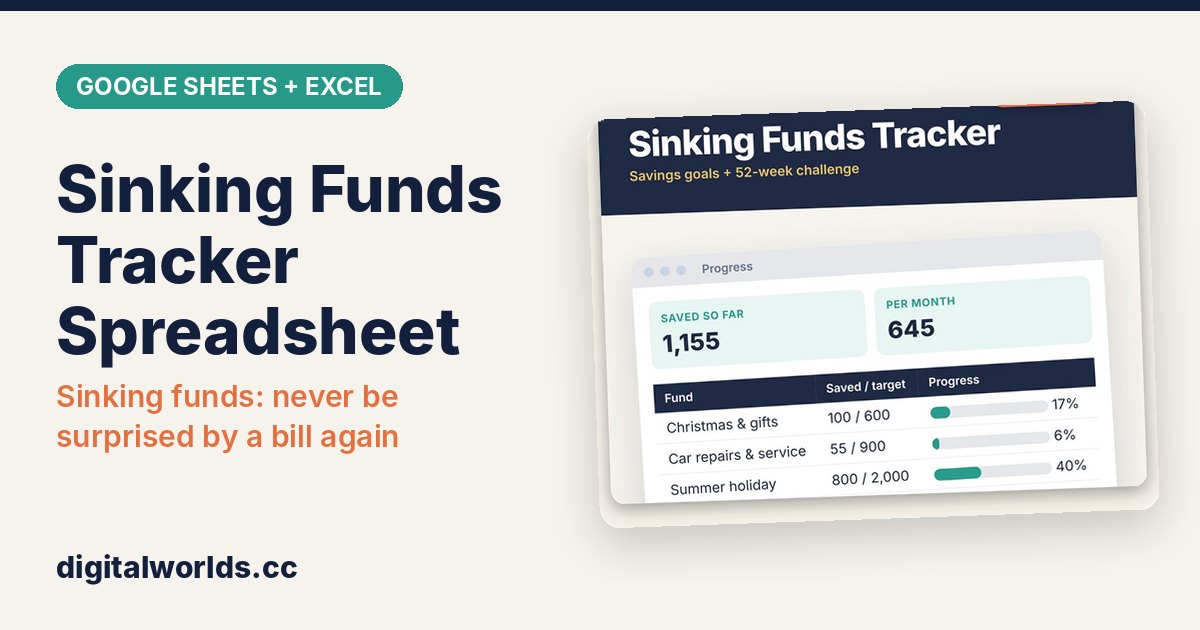 GOOGLE SHEETS + EXCEL
Sinking Funds
Tracker
Spreadsheet
Sinking funds: never be
surprised by a bill again
digitalworlds.cc
Sinking Funds Tracker
Savings goals + 52-week challenge
Progress
SAVED SO FAR
1,155
PER MONTH
645
Fund Saved / target Progress
Christmas & gifts 100 / 600 17%
Car repairs & service 55 / 900 6%
Summer holiday 800 / 2,000 40%